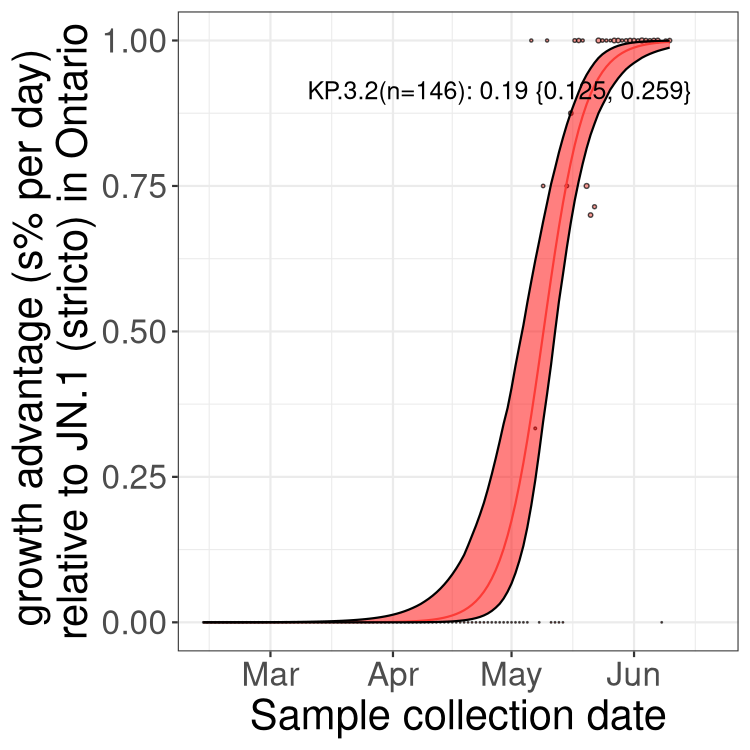 growth advantage (s% per day)
relative to JN.1 (stricto) in Ontario
1.00
0.75
0.50
0.25
0.00
KP.3.2(n=146): 0.19 {0.125, 0.259}
Mar Apr May Jun
Sample collection date